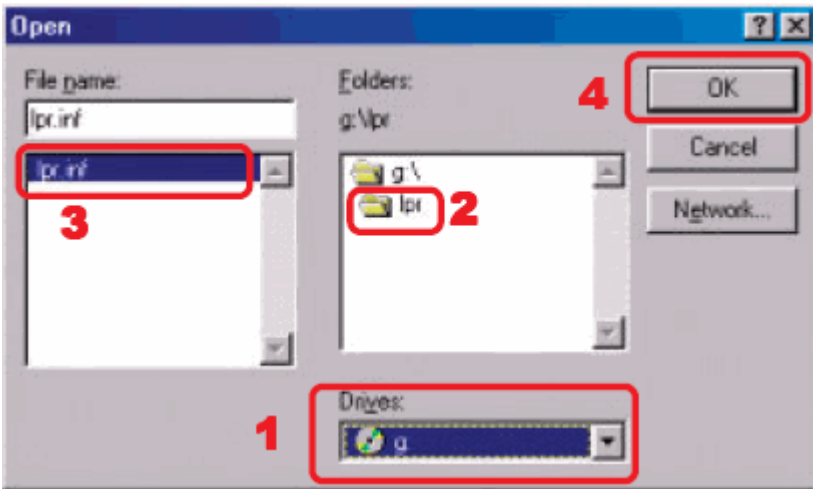 Open
File name:
lpr.inf
lpr.inf
3
Folders:
g:\lpr
g:\
lpr
2
Drives:
g
1
4
OK
Cancel
Network...